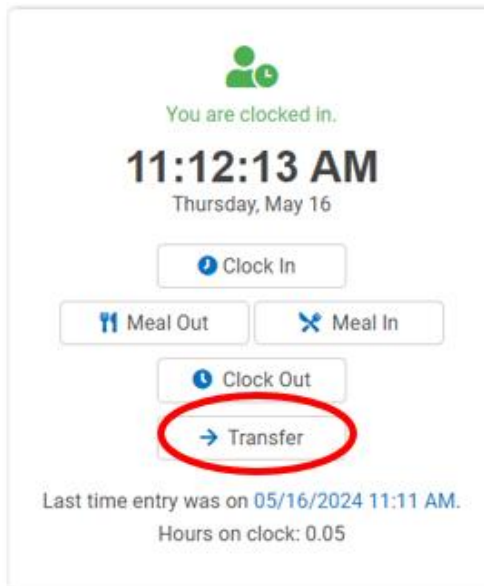 You are clocked in.
11:12:13 AM
Thursday, May 16
Clock In
Meal Out
Meal In
Clock Out
Transfer
Last time entry was on 05/16/2024 11:11 AM.
Hours on clock: 0.05